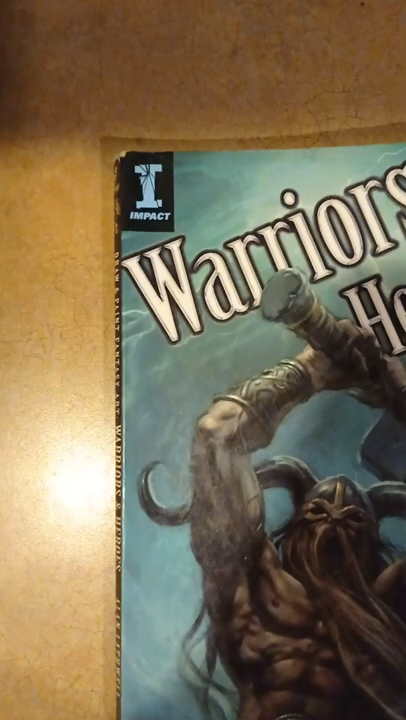 I
IMPACT
Warriors
He
DRAW & PAINT FANTASY ART WARRIORS & HEROES